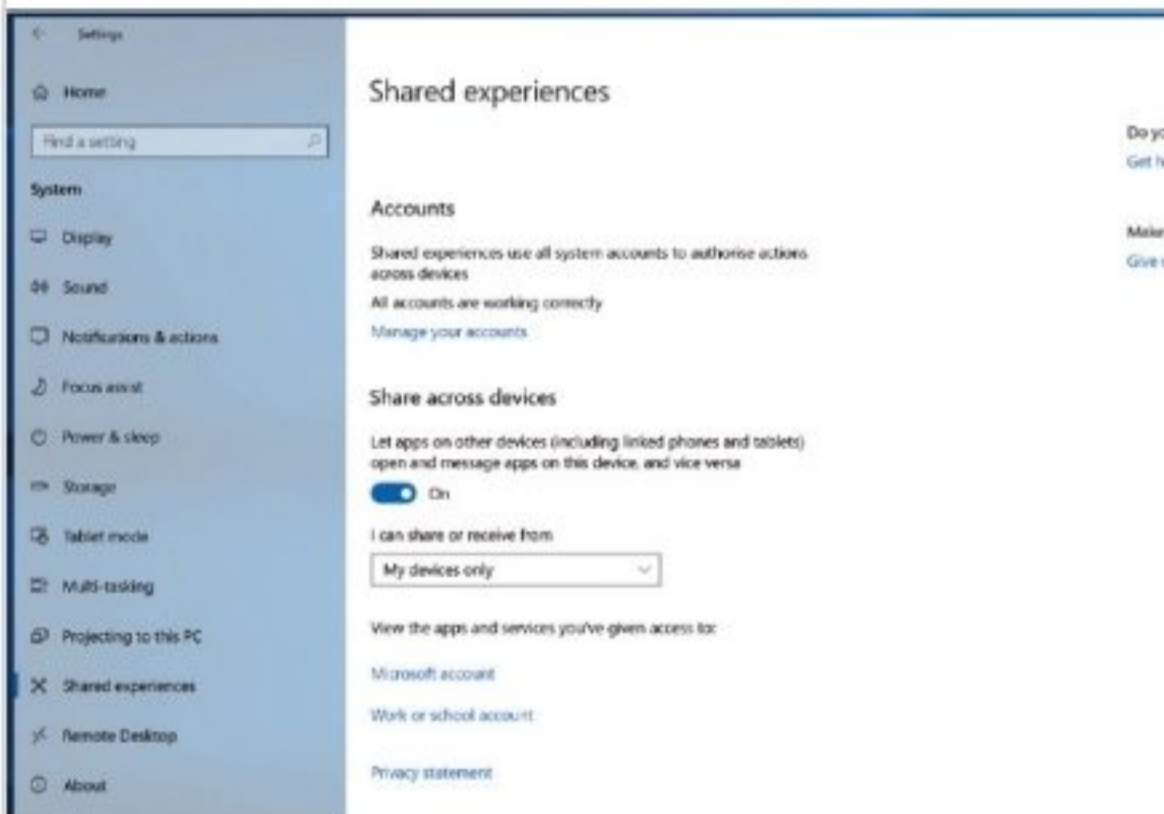 Settings
Home
Find a setting
System
Display
Sound
Notifications & actions
Focus assist
Power & sleep
Storage
Tablet mode
Multi-tasking
Projecting to this PC
Shared experiences
Remote Desktop
About
Shared experiences
Accounts
Shared experiences use all system accounts to authorise actions
across devices
All accounts are working correctly
Manage your accounts
Share across devices
Let apps on other devices (including linked phones and tablets)
open and message apps on this device, and vice versa
On
I can share or receive from
My devices only
View the apps and services you've given access to:
Microsoft account
Work or school account
Privacy statement
Do
Get
Give